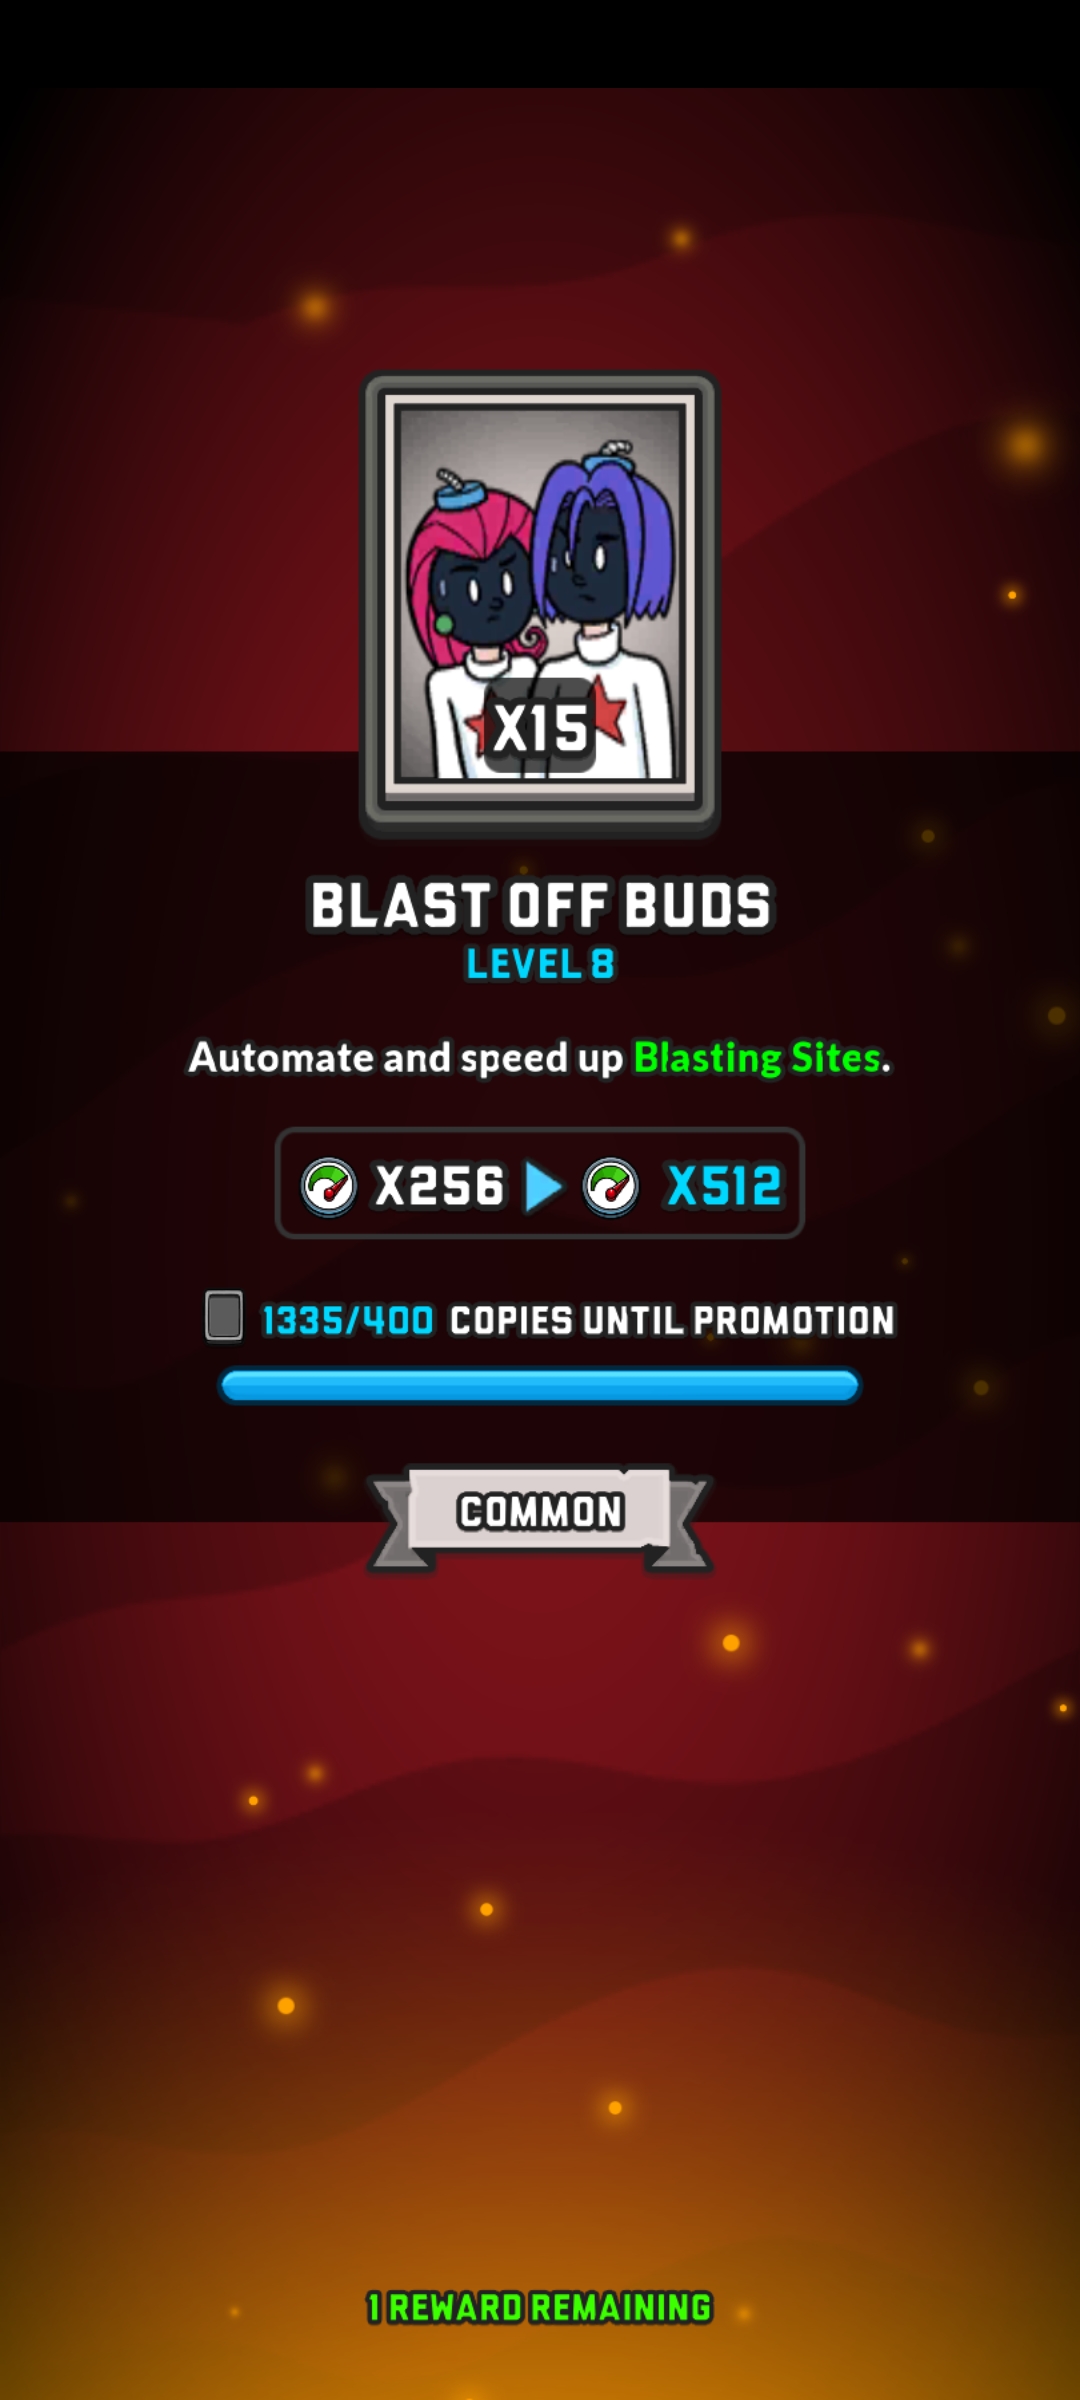 X15
BLAST OFF BUDS
LEVEL 8
Automate and speed up Blasting Sites.
X256 X512
1335/400 COPIES UNTIL PROMOTION
COMMON
1 REWARD REMAINING